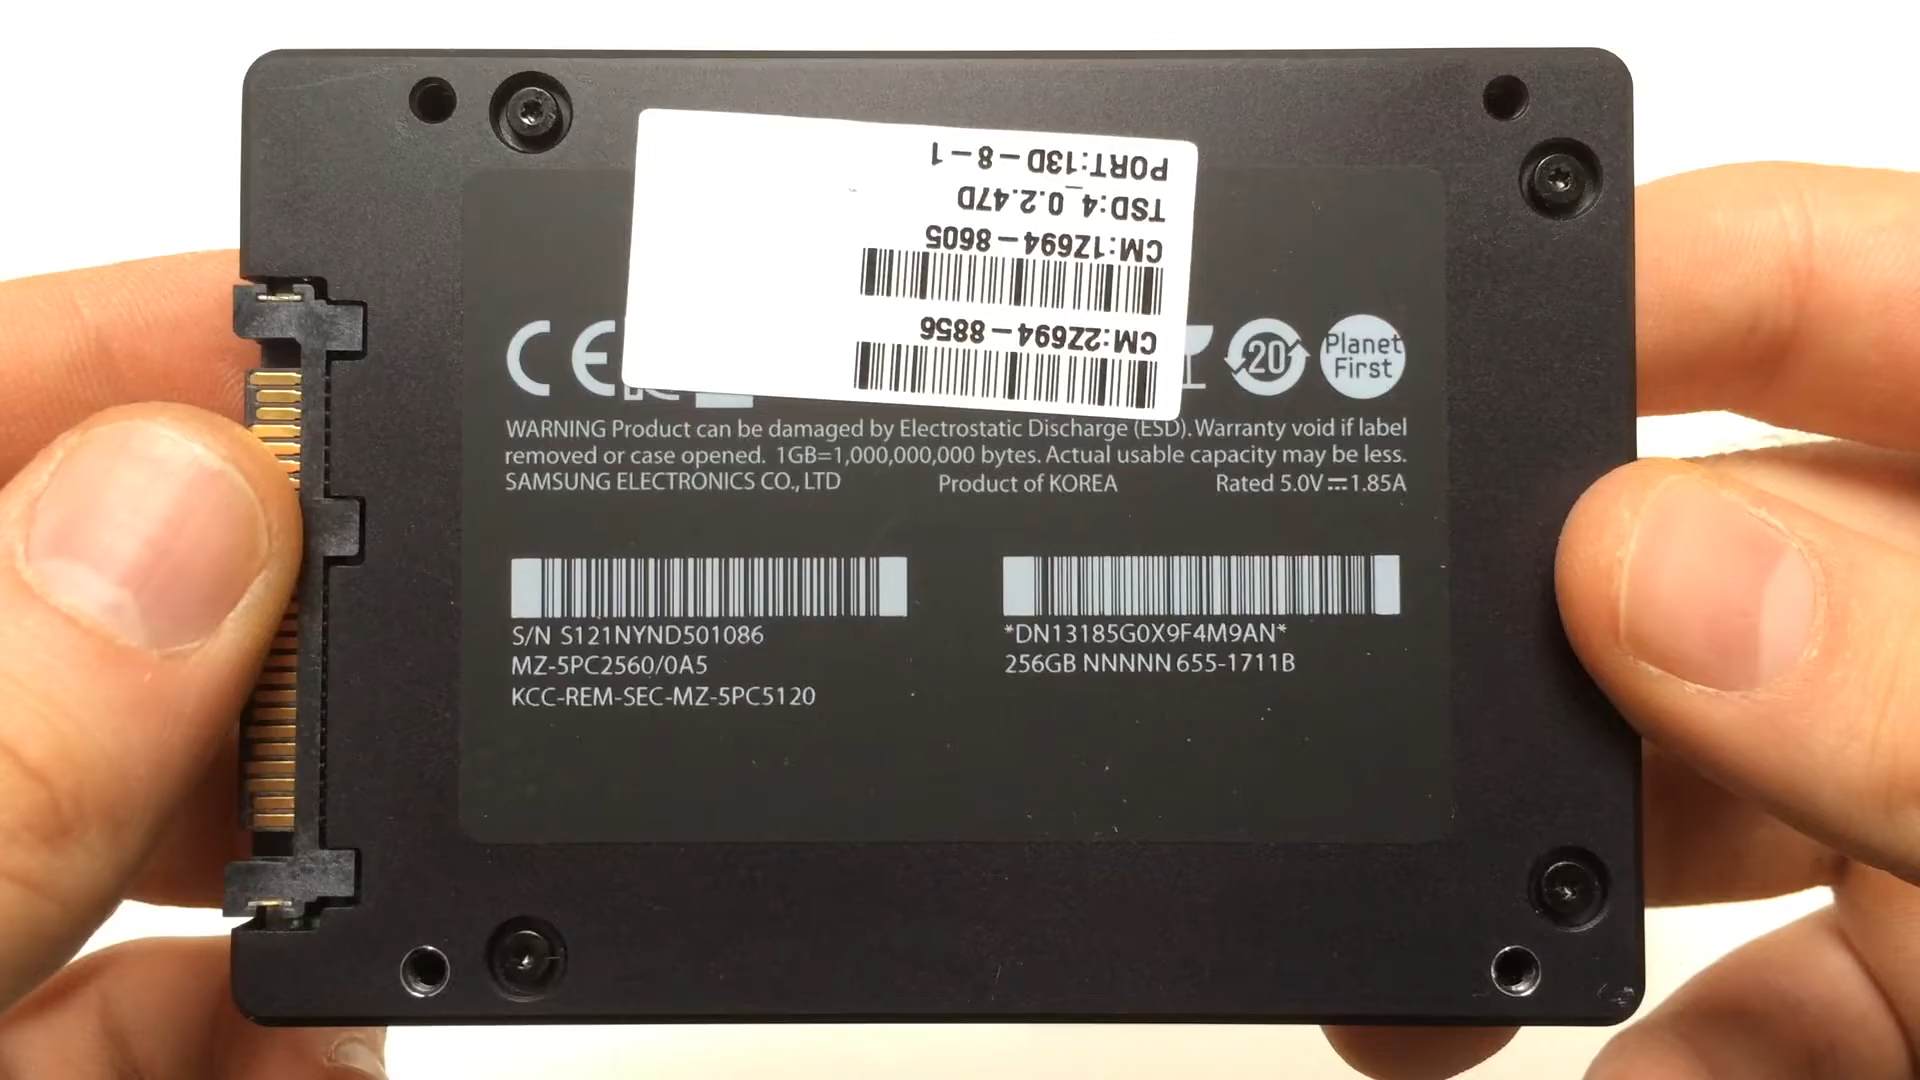 PORT:13D-8-1
TSD:4_0.2.47D
CM:1Z694-8605
CM:2Z694-8856
CE
20
Planet
First
WARNING Product can be damaged by Electrostatic Discharge (ESD). Warranty void if label
removed or case opened. 1GB=1,000,000,000 bytes. Actual usable capacity may be less.
SAMSUNG ELECTRONICS CO., LTD Product of KOREA Rated 5.0V⎓1.85A
S/N S121NYND501086
MZ-5PC2560/0A5
KCC-REM-SEC-MZ-5PC5120
*DN13185G0X9F4M9AN*
256GB NNNNN 655-1711B